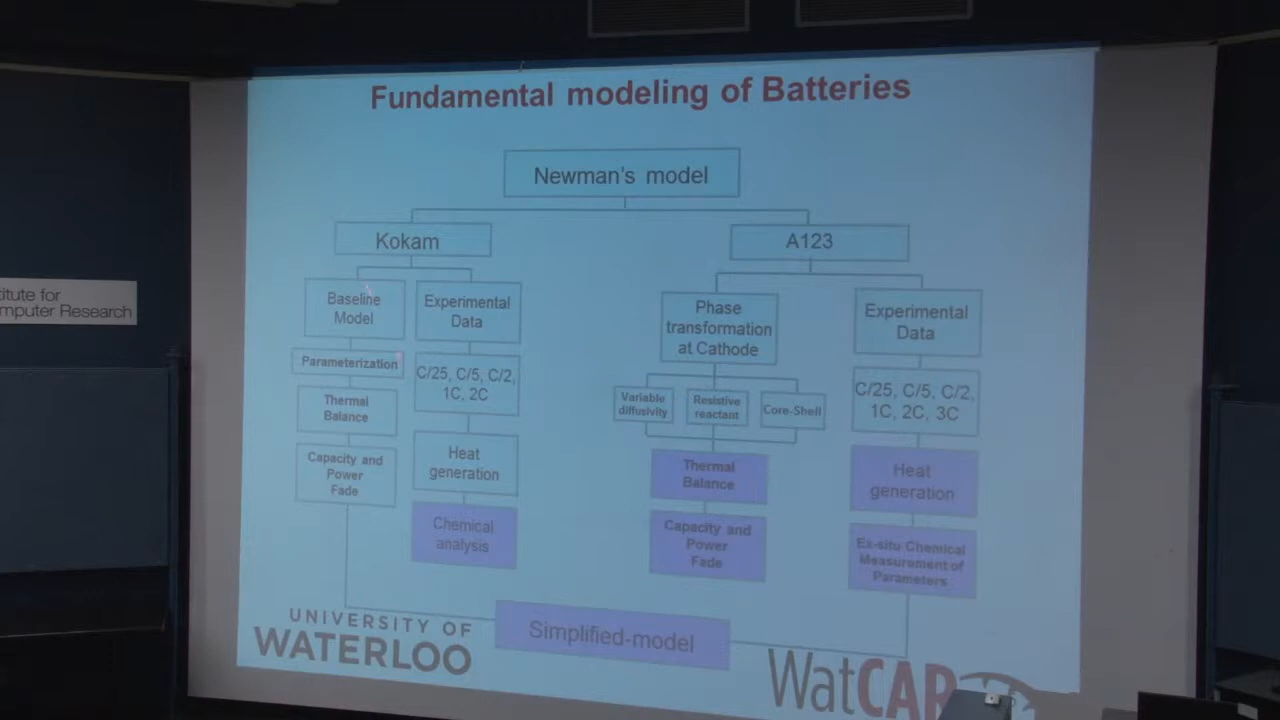 Fundamental modeling of Batteries
Newman's model
Kokam
A123
Baseline
Model
Experimental
Data
Phase
transformation
at Cathode
Experimental
Data
Parameterization
C/25, C/5, C/2,
1C, 2C
Variable
diffusivity
Resistive
reactant
Core-Shell
C/25, C/5, C/2,
1C, 2C, 3C
Thermal
Balance
Heat
generation
Thermal
Balance
Heat
generation
Capacity and
Power
Fade
Chemical
analysis
Capacity and
Power
Fade
Ex-situ Chemical
Measurement of
Parameters
Simplified-model
UNIVERSITY OF
WATERLOO
WatCAR
titute for
mputer Research